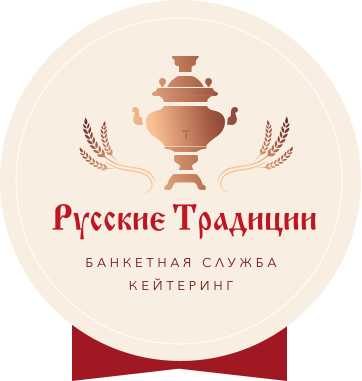 Русские Традиции
БАНКЕТНАЯ СЛУЖБА
КЕЙТЕРИНГ